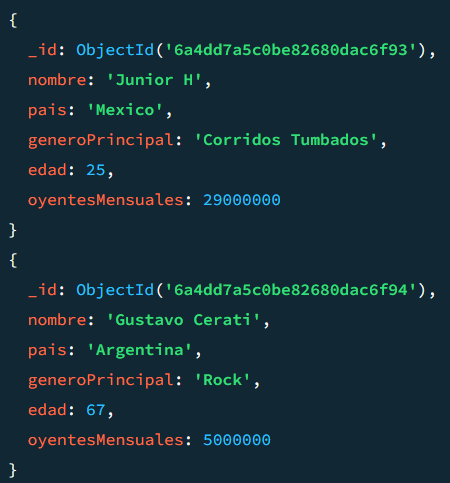 {
  _id: ObjectId('6a4dd7a5c0be82680dac6f93'),
  nombre: 'Junior H',
  pais: 'Mexico',
  generoPrincipal: 'Corridos Tumbados',
  edad: 25,
  oyentesMensuales: 29000000
}
{
  _id: ObjectId('6a4dd7a5c0be82680dac6f94'),
  nombre: 'Gustavo Cerati',
  pais: 'Argentina',
  generoPrincipal: 'Rock',
  edad: 67,
  oyentesMensuales: 5000000
}